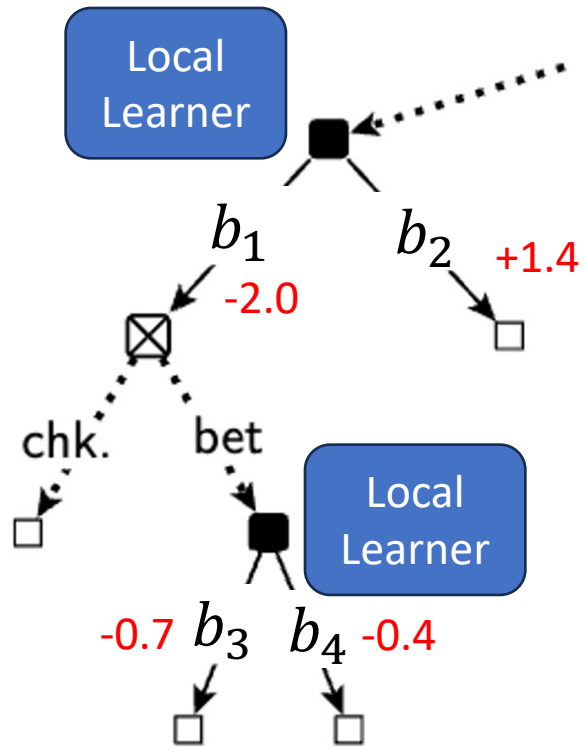 Local
Learner
b₁
b₂
+1.4
-2.0
chk.
bet
Local
Learner
-0.7 b₃ b₄ -0.4